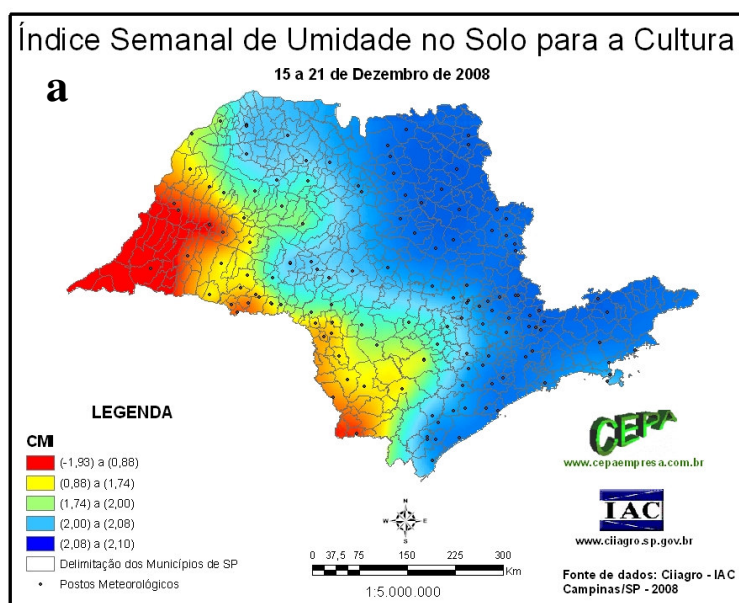 Índice Semanal de Umidade no Solo para a Cultura
15 a 21 de Dezembro de 2008
a
LEGENDA
CMI
(-1,93) a (0,88)
(0,88) a (1,74)
(1,74) a (2,00)
(2,00) a (2,08)
(2,08) a (2,10)
Delimitação dos Municípios de SP
Postos Meteorológicos
N
W E
S
0 37,5 75 150 225 300
Km
1:5.000.000
CEPA
www.cepaempresa.com.br
IAC
www.ciiagro.sp.gov.br
Fonte de dados: Ciiagro - IAC
Campinas/SP - 2008